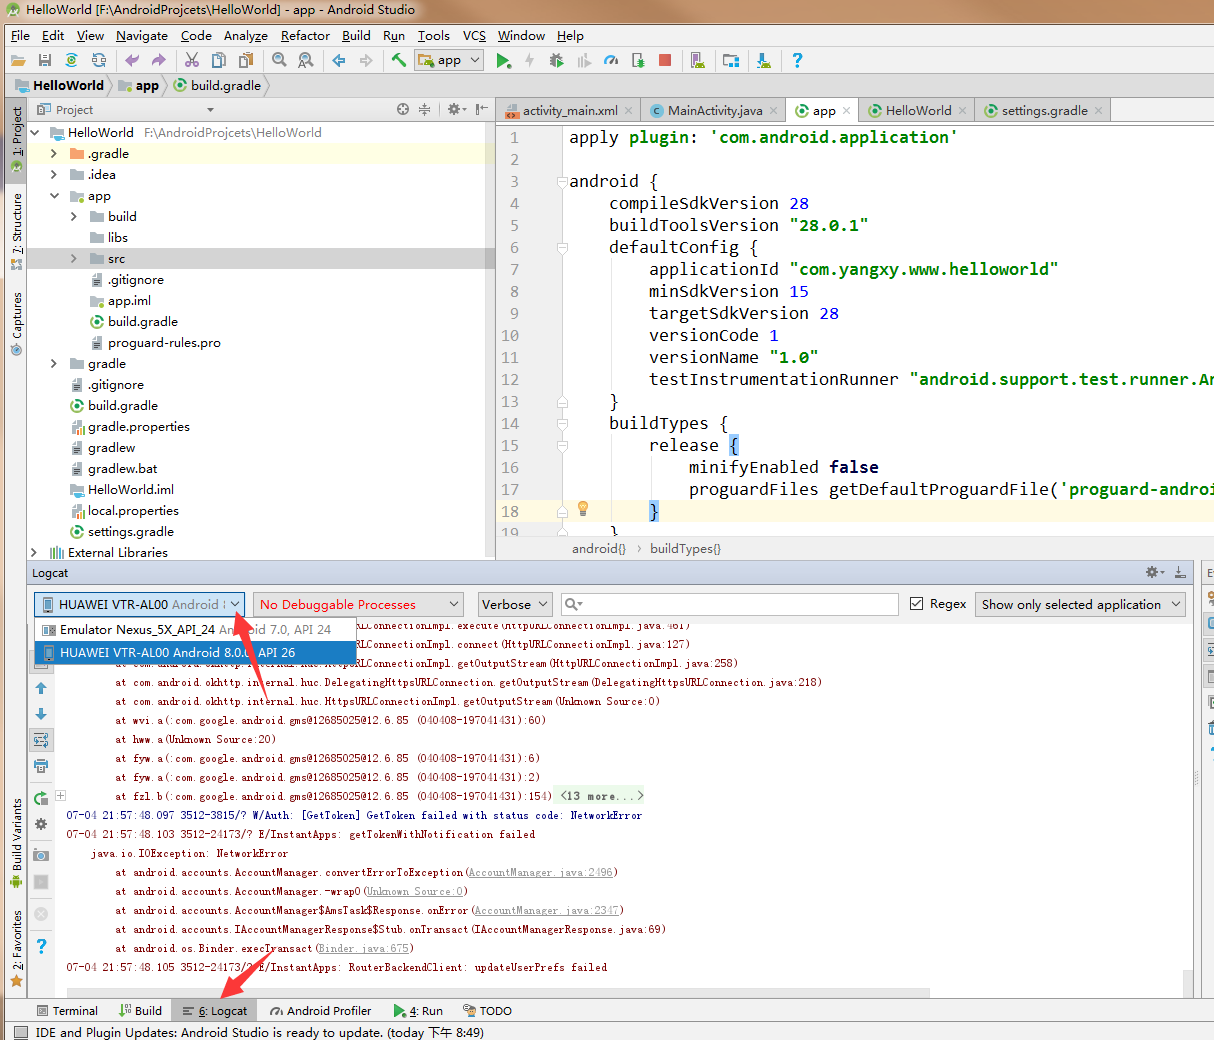 HelloWorld [F:\AndroidProjcets\HelloWorld] - app - Android Studio
File Edit View Navigate Code Analyze Refactor Build Run Tools VCS Window Help
app
HelloWorld app build.gradle
Project
activity_main.xml MainActivity.java app HelloWorld settings.gradle
1: Project
7: Structure
Captures
Build Variants
2: Favorites
HelloWorld F:\AndroidProjcets\HelloWorld
.gradle
.idea
app
build
libs
src
.gitignore
app.iml
build.gradle
proguard-rules.pro
gradle
.gitignore
build.gradle
gradle.properties
gradlew
gradlew.bat
HelloWorld.iml
local.properties
settings.gradle
External Libraries
1 apply plugin: 'com.android.application'
2
3 android {
4 compileSdkVersion 28
5 buildToolsVersion "28.0.1"
6 defaultConfig {
7 applicationId "com.yangxy.www.helloworld"
8 minSdkVersion 15
9 targetSdkVersion 28
10 versionCode 1
11 versionName "1.0"
12 testInstrumentationRunner "android.support.test.runner.An
13 }
14 buildTypes {
15 release {
16 minifyEnabled false
17 proguardFiles getDefaultProguardFile('proguard-androi
18 }
19 }
android{} › buildTypes{}
Logcat
HUAWEI VTR-AL00 Android No Debuggable Processes Verbose Regex Show only selected application
Emulator Nexus_5X_API_24 Android 7.0, API 24
HUAWEI VTR-AL00 Android 8.0.0, API 26
URLConnectionImpl.execute(HttpURLConnectionImpl.java:461)
URLConnectionImpl.connect(HttpURLConnectionImpl.java:127)
at com.android.okhttp.internal.huc.HttpURLConnectionImpl.getOutputStream(HttpURLConnectionImpl.java:258)
at com.android.okhttp.internal.huc.DelegatingHttpsURLConnection.getOutputStream(DelegatingHttpsURLConnection.java:218)
at com.android.okhttp.internal.huc.HttpsURLConnectionImpl.getOutputStream(Unknown Source:0)
at wvi.a(:com.google.android.gms@12685025@12.6.85 (040408-197041431):60)
at hww.a(Unknown Source:20)
at fyw.a(:com.google.android.gms@12685025@12.6.85 (040408-197041431):6)
at fyw.a(:com.google.android.gms@12685025@12.6.85 (040408-197041431):2)
at fzl.b(:com.google.android.gms@12685025@12.6.85 (040408-197041431):154) <13 more...>
07-04 21:57:48.097 3512-3815/? W/Auth: [GetToken] GetToken failed with status code: NetworkError
07-04 21:57:48.103 3512-24173/? E/InstantApps: getTokenWithNotification failed
java.io.IOException: NetworkError
at android.accounts.AccountManager.convertErrorToException(AccountManager.java:2496)
at android.accounts.AccountManager.-wrap0(Unknown Source:0)
at android.accounts.AccountManager$AmsTask$Response.onError(AccountManager.java:2347)
at android.accounts.IAccountManagerResponse$Stub.onTransact(IAccountManagerResponse.java:69)
at android.os.Binder.execTransact(Binder.java:675)
07-04 21:57:48.105 3512-24173/? E/InstantApps: RouterBackendClient: updateUserPrefs failed
Terminal Build 6: Logcat Android Profiler 4: Run TODO
IDE and Plugin Updates: Android Studio is ready to update. (today 下午 8:49)